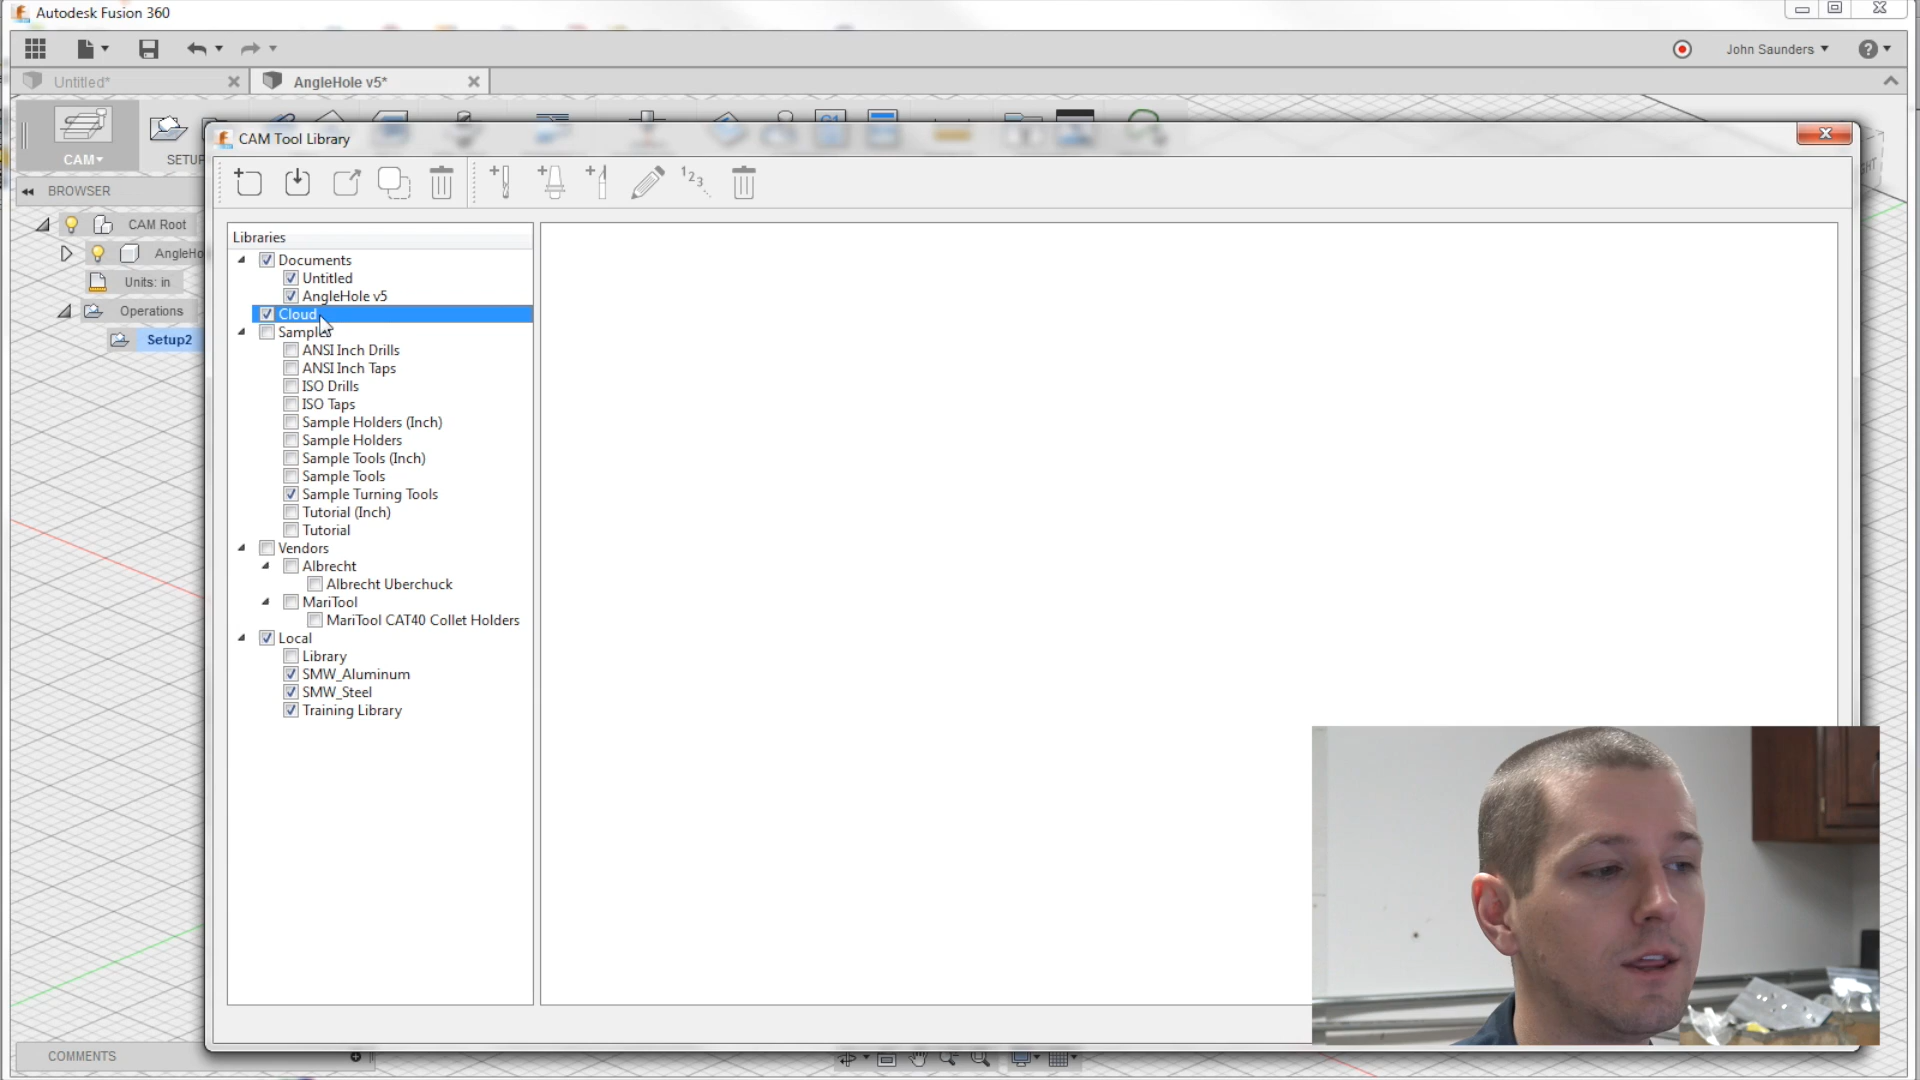 Autodesk Fusion 360
John Saunders
Untitled*
AngleHole v5*
CAM
SETUP
CAM Tool Library
BROWSER
CAM Root
AngleHo
Units: in
Operations
Setup2
Libraries
Documents
Untitled
AngleHole v5
Cloud
Samples
ANSI Inch Drills
ANSI Inch Taps
ISO Drills
ISO Taps
Sample Holders (Inch)
Sample Holders
Sample Tools (Inch)
Sample Tools
Sample Turning Tools
Tutorial (Inch)
Tutorial
Vendors
Albrecht
Albrecht Uberchuck
MariTool
MariTool CAT40 Collet Holders
Local
Library
SMW_Aluminum
SMW_Steel
Training Library
COMMENTS